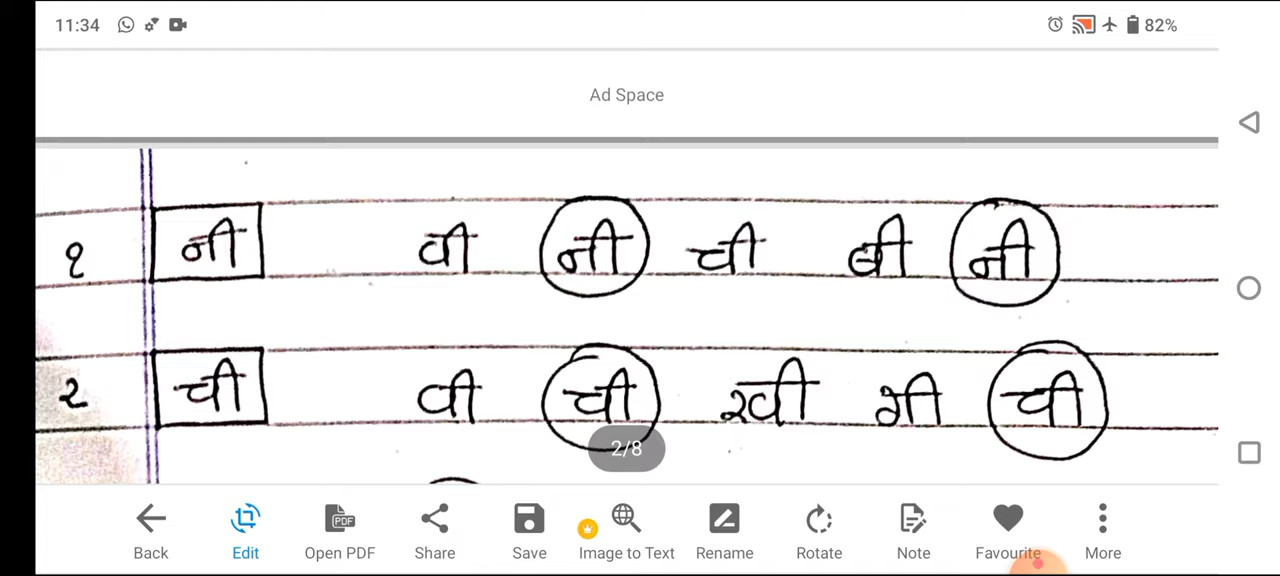 11:34 82%
Ad Space
१ नी वी नी ची बी नी
२ ची वी ची खी गी ची
2/8
Back Edit Open PDF Share Save Image to Text Rename Rotate Note Favourite More